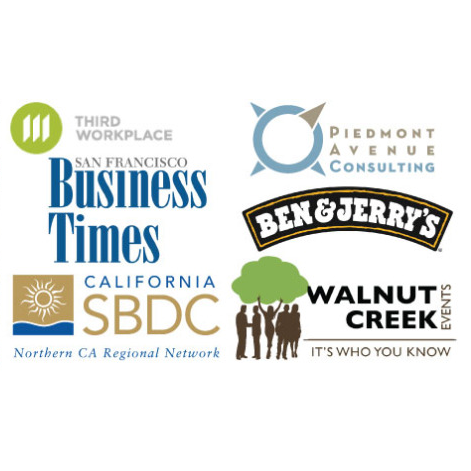 THIRD
WORKPLACE
PIEDMONT
AVENUE
CONSULTING
SAN FRANCISCO
Business
Times
BEN & JERRY'S
CALIFORNIA
SBDC
Northern CA Regional Network
WALNUT
CREEK
EVENTS
IT'S WHO YOU KNOW